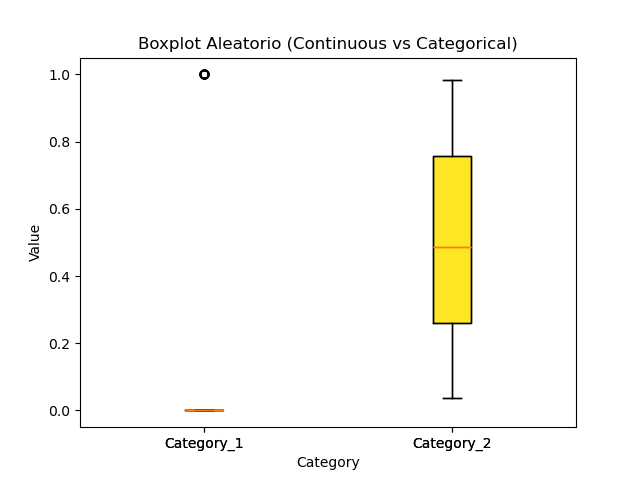 Boxplot Aleatorio (Continuous vs Categorical)
1.0
0.8
0.6
0.4
0.2
0.0
Value
Category_1
Category_2
Category